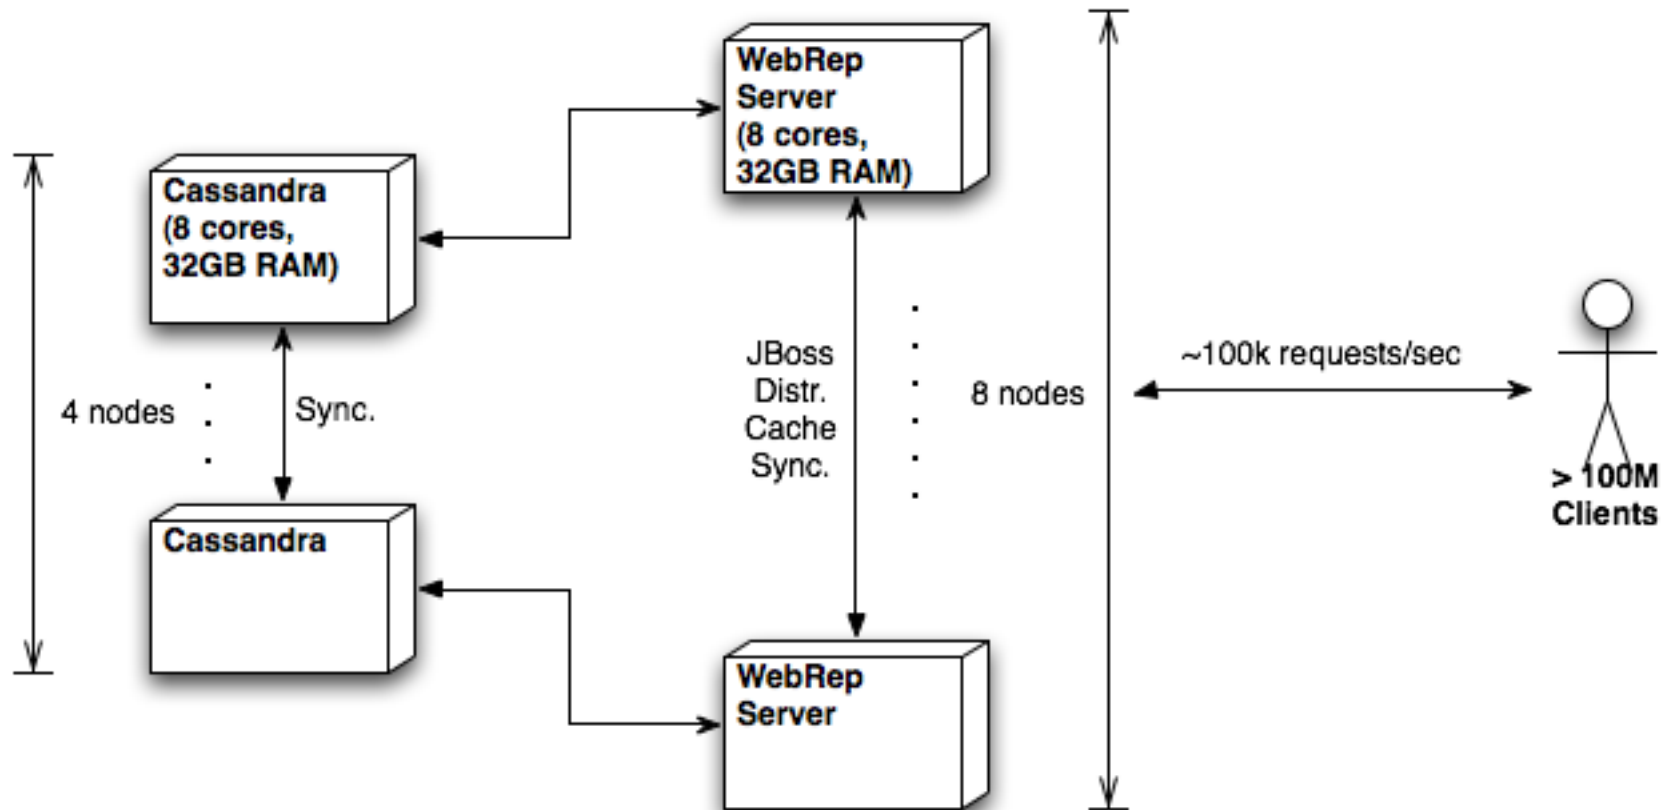 WebRep
Server
(8 cores,
32GB RAM)
Cassandra
(8 cores,
32GB RAM)
4 nodes
Sync.
JBoss
Distr.
Cache
Sync.
8 nodes
~100k requests/sec
> 100M
Clients
Cassandra
WebRep
Server